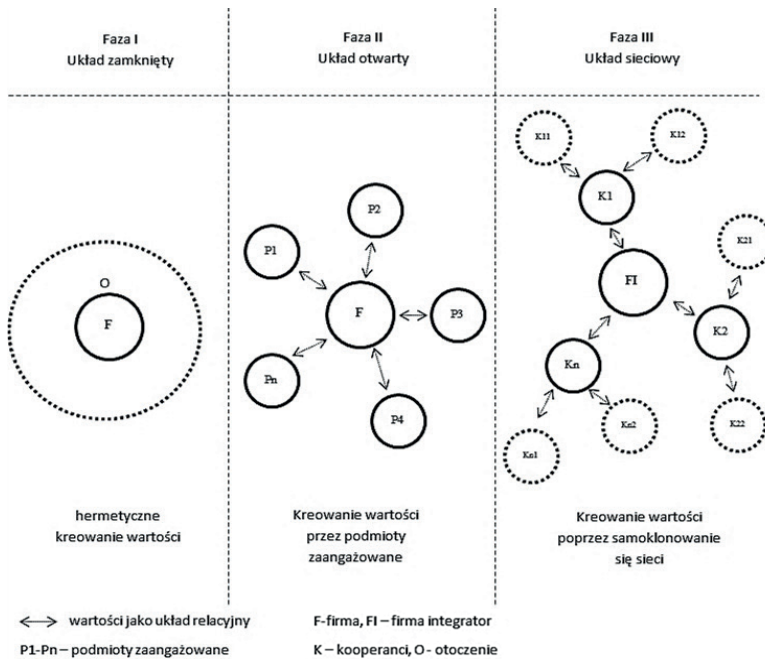 Faza I
Układ zamknięty
Faza II
Układ otwarty
Faza III
Układ sieciowy
O
F
P1
P2
P3
P4
Pn
F
K11
K12
K1
K21
FI
K2
K22
Kn
Kn1
Kn2
hermetyczne
kreowanie wartości
Kreowanie wartości
przez podmioty
zaangażowane
Kreowanie wartości
poprzez samoklonowanie
się sieci
wartości jako układ relacyjny
P1-Pn – podmioty zaangażowane
F-firma, FI – firma integrator
K – kooperanci, O - otoczenie